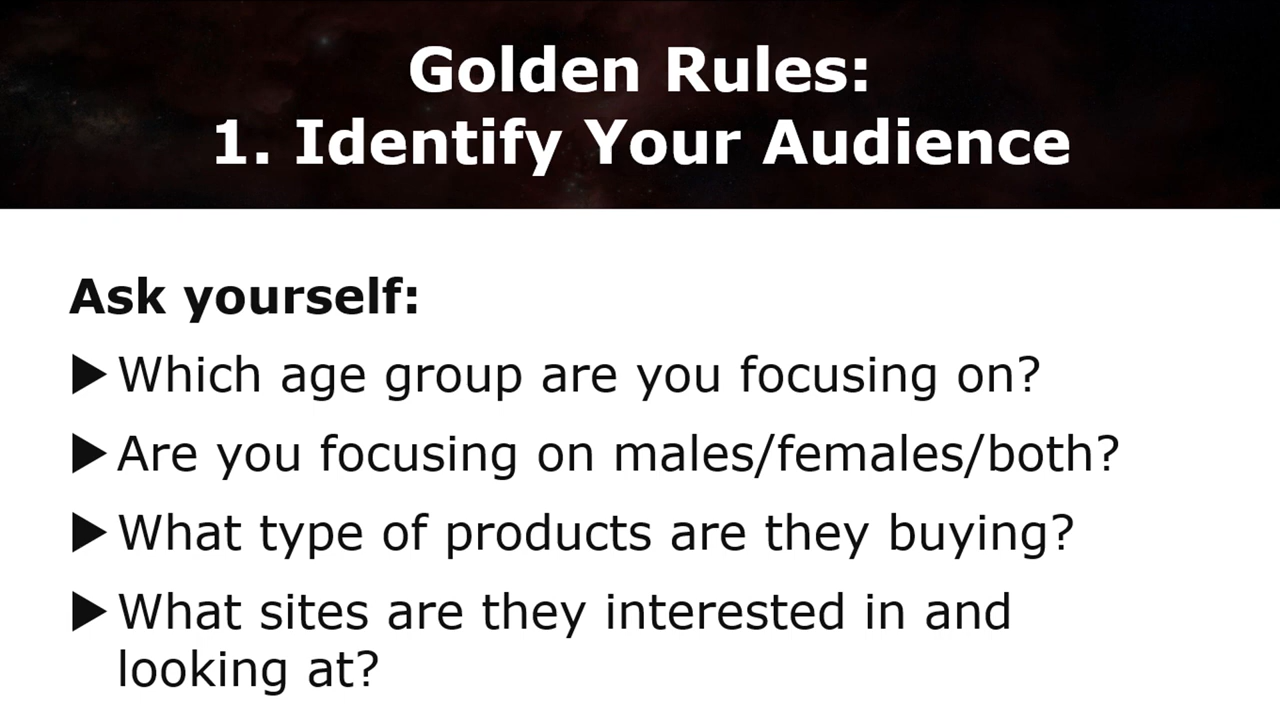 Golden Rules:
1. Identify Your Audience
Ask yourself:
▶ Which age group are you focusing on?
▶ Are you focusing on males/females/both?
▶ What type of products are they buying?
▶ What sites are they interested in and
looking at?